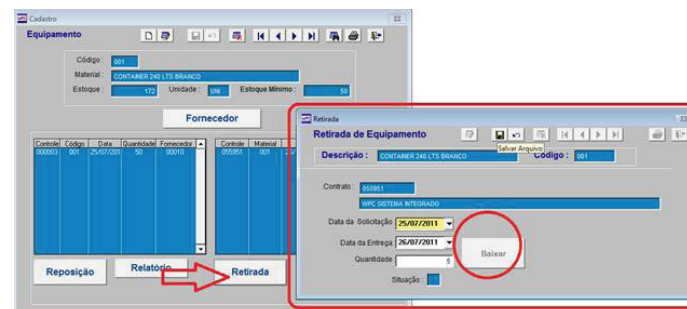 Cadastro
Equipamento
Código: 001
Material: CONTAINER 240 LTS BRANCO
Estoque: 172 Unidade: UNI Estoque Mínimo: 50
Fornecedor
Controle Código Data Quantidade Fornecedor
000003 001 25/07/201 50 00010
Controle Material
055951 001
Reposição
Relatório
Retirada
Retirada
Retirada de Equipamento
Salvar Arquivo
Descrição: CONTAINER 240 LTS BRANCO Código: 001
Contrato: 055951
WPC SISTEMA INTEGRADO
Data da Solicitação 25/07/2011
Data da Entrega 26/07/2011
Quantidade 5
Baixar
Situação: